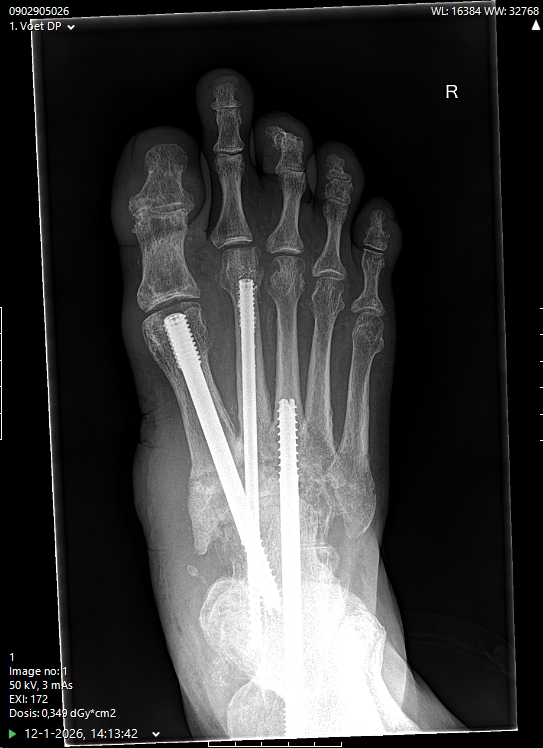 0902905026
WL: 16384 WW: 32768
1. Voet DP
R
1
Image no: 1
50 kV, 3 mAs
EXI: 172
Dosis: 0,349 dGy*cm2
12-1-2026, 14:13:42